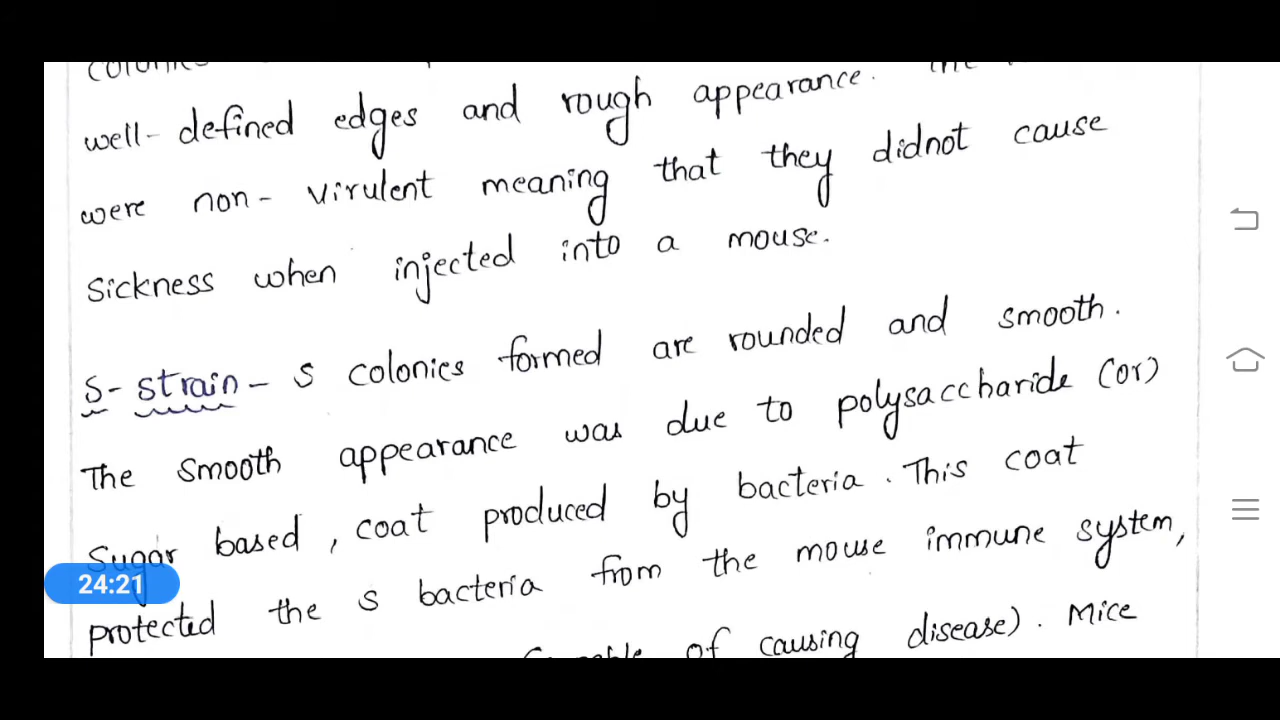 colonies
well-defined edges and rough appearance. The
were non-virulent meaning that they didnot cause
sickness when injected into a mouse.
S-strain - S colonies formed are rounded and smooth.
The smooth appearance was due to polysaccharide (or)
Sugar based, coat produced by bacteria. This coat
24:21
protected the S bacteria from the mouse immune system,
of causing disease). Mice